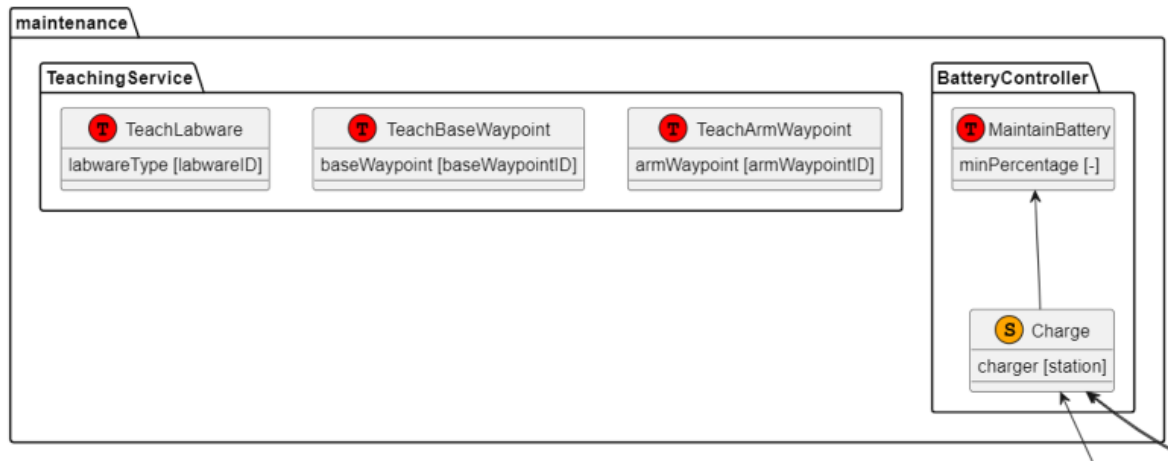 maintenance
TeachingService
T TeachLabware
labwareType [labwareID]
T TeachBaseWaypoint
baseWaypoint [baseWaypointID]
T TeachArmWaypoint
armWaypoint [armWaypointID]
BatteryController
T MaintainBattery
minPercentage [-]
S Charge
charger [station]